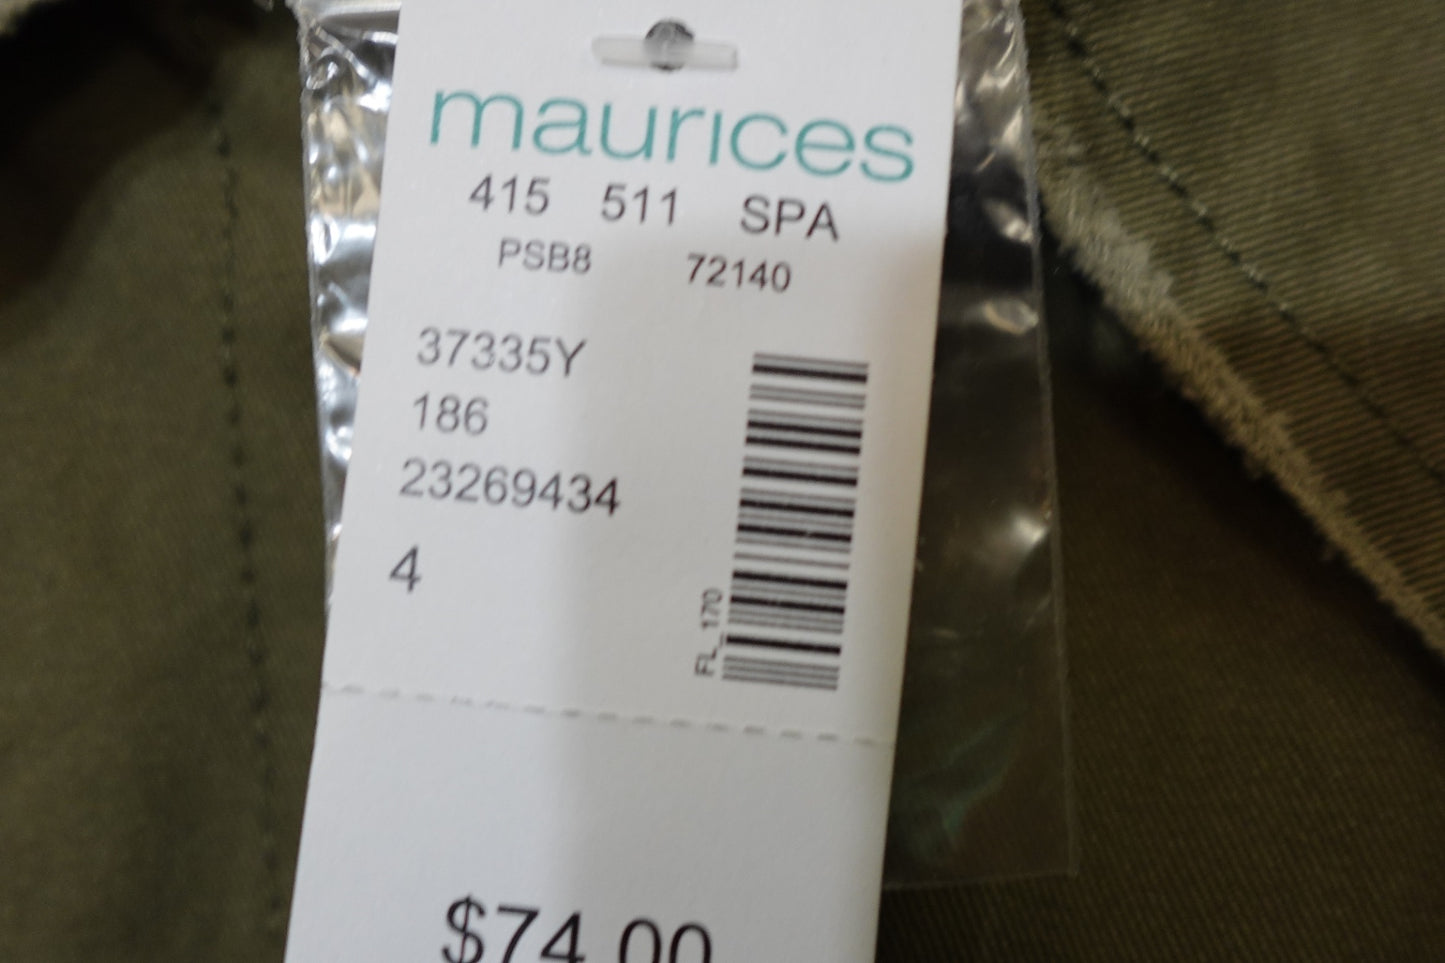 maurices
415 511 SPA
PSB8 72140
37335Y
186
23269434
4
FL_170
$74.00